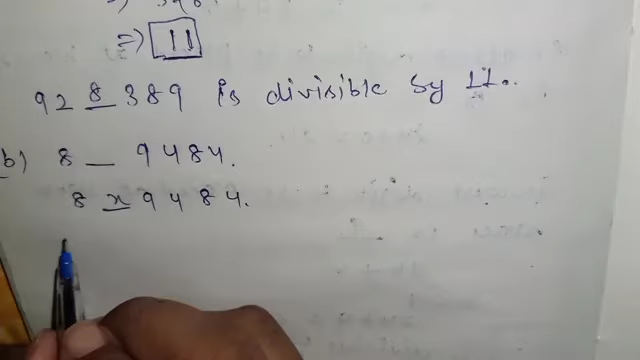 => 11
92 8 389 is divisible by 11.
b) 8 _ 9484.
8 x 9484.